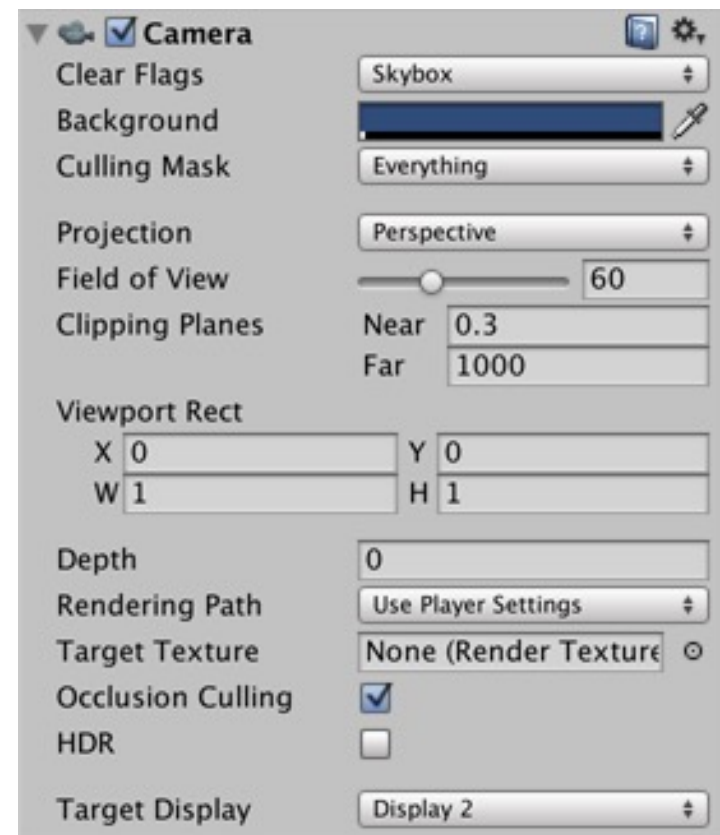 Camera
Clear Flags Skybox
Background
Culling Mask Everything
Projection Perspective
Field of View 60
Clipping Planes Near 0.3
Far 1000
Viewport Rect
X 0 Y 0
W 1 H 1
Depth 0
Rendering Path Use Player Settings
Target Texture None (Render Texture
Occlusion Culling
HDR
Target Display Display 2